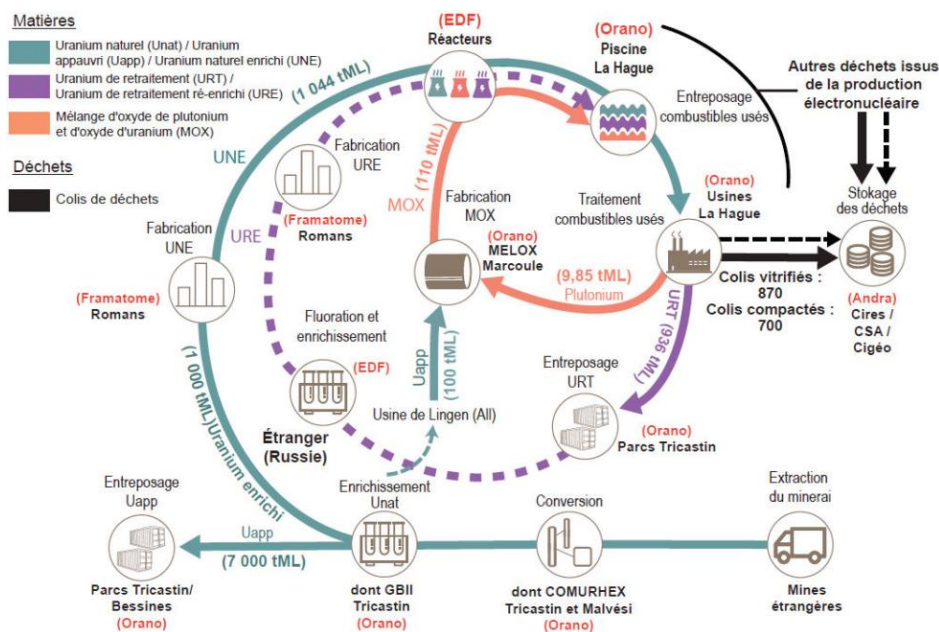 Matières
Uranium naturel (Unat) / Uranium
appauvri (Uapp) / Uranium naturel enrichi (UNE)
Uranium de retraitement (URT) /
Uranium de retraitement ré-enrichi (URE)
Mélange d'oxyde de plutonium
et d'oxyde d'uranium (MOX)
Déchets
Colis de déchets
(EDF)
Réacteurs
(Orano)
Piscine
La Hague
Entreposage
combustibles usés
Autres déchets issus
de la production
électronucléaire
(1 044 tML)
UNE
Fabrication
URE
(Framatome)
Romans
URE
(110 tML)
MOX
Fabrication
MOX
(Orano)
MELOX
Marcoule
Traitement
combustibles usés
(Orano)
Usines
La Hague
Stokage
des déchets
(Andra)
Cires /
CSA /
Cigéo
Colis vitrifiés :
870
Colis compactés :
700
Fabrication
UNE
(Framatome)
Romans
(9,85 tML)
Plutonium
URT (936 tML)
Fluoration et
enrichissement
(EDF)
Étranger
(Russie)
Uapp
(100 tML)
Usine de Lingen (All)
Entreposage
URT
(Orano)
Parcs Tricastin
(1 000 tML)Uranium enrichi
Entreposage
Uapp
Parcs Tricastin/
Bessines
(Orano)
Uapp
(7 000 tML)
Enrichissement
Unat
dont GBII
Tricastin
(Orano)
Conversion
dont COMURHEX
Tricastin et Malvési
(Orano)
Extraction
du minerai
Mines
étrangères